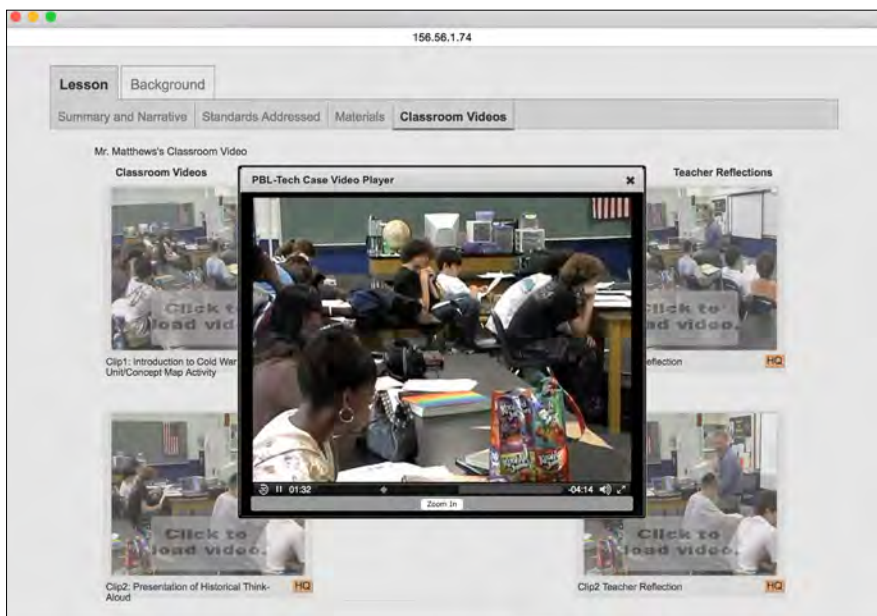 156.56.1.74
Lesson
Background
Summary and Narrative
Standards Addressed
Materials
Classroom Videos
Mr. Matthews's Classroom Video
Classroom Videos
PBL-Tech Case Video Player
Teacher Reflections
Click to
load vid
Click to
load video.
Clip1: Introduction to Cold War
Unit/Concept Map Activity
eflection
HQ
01:32
-04:14
Zoom In
Click to
load video.
Click to
load video.
Clip2: Presentation of Historical Think-
Aloud
HQ
Clip2 Teacher Reflection
HQ